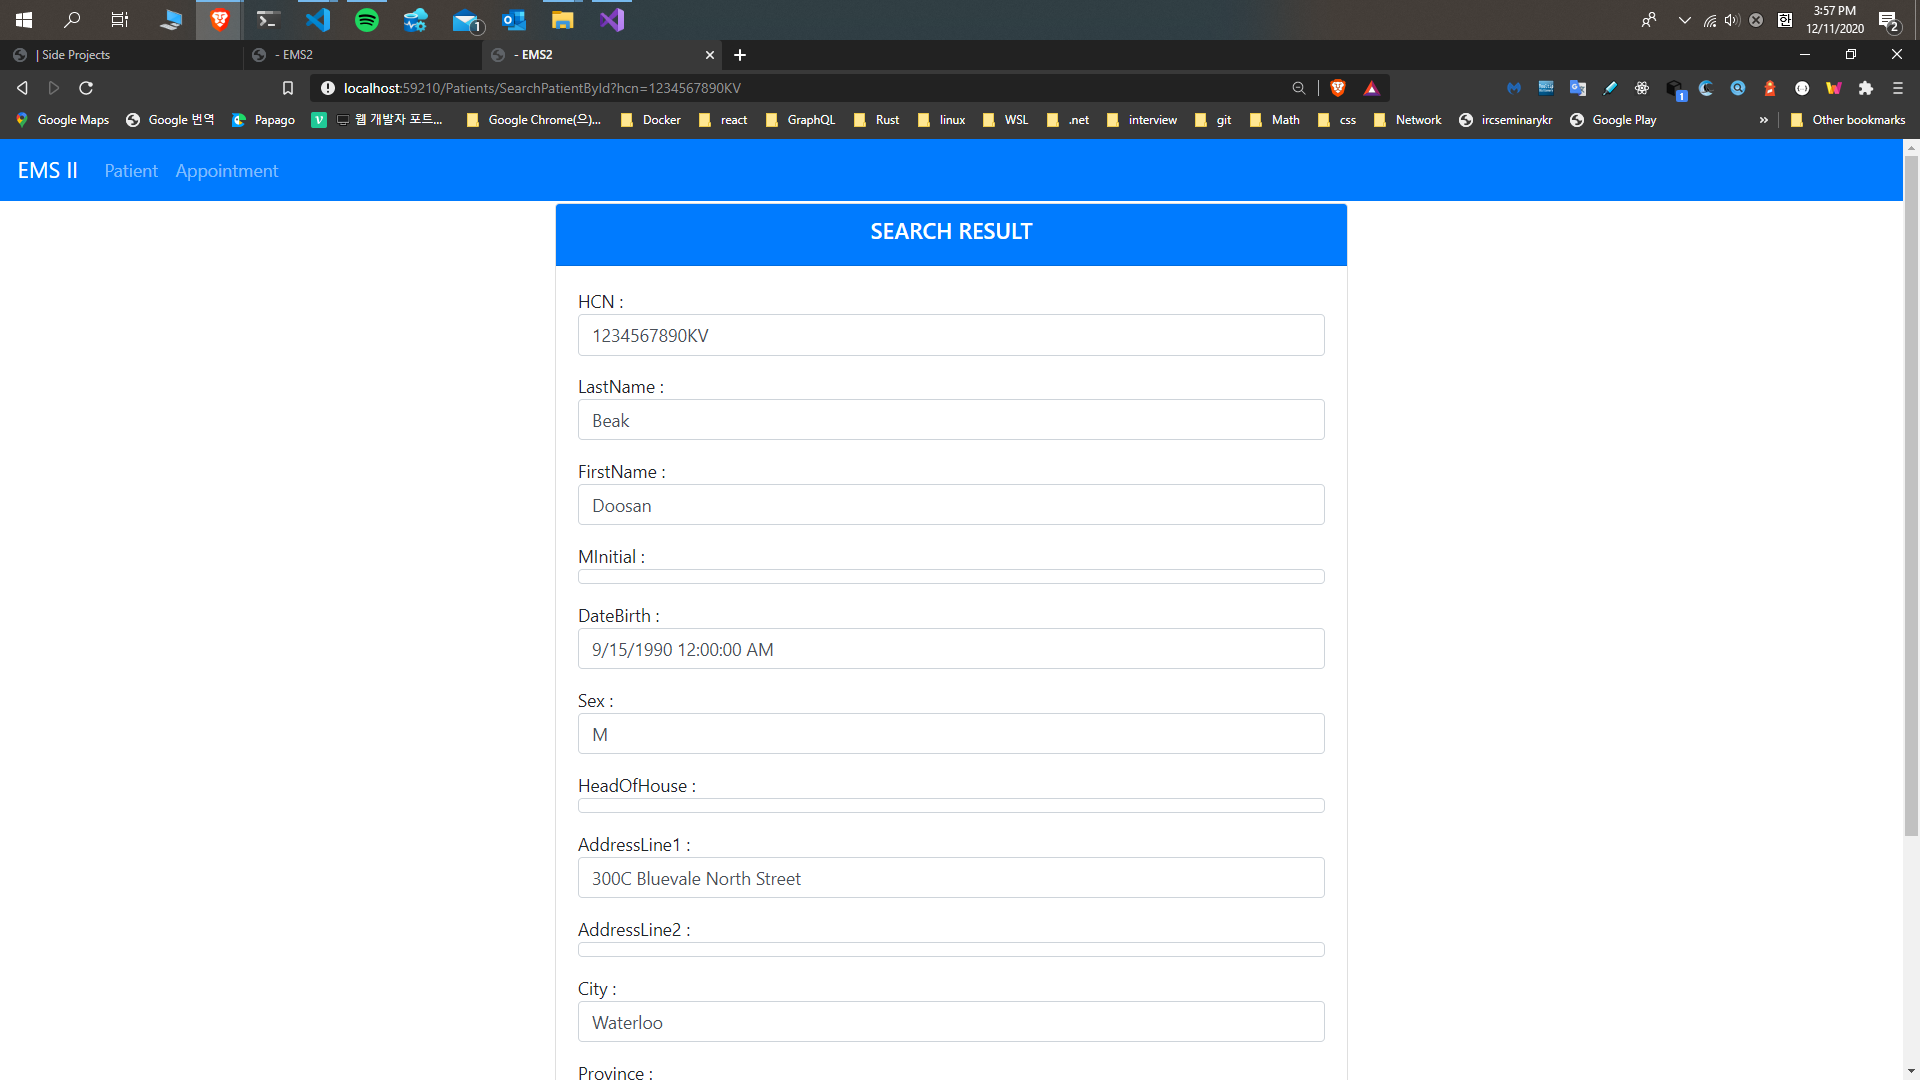 3:57 PM
12/11/2020
1
2
| Side Projects
- EMS2
- EMS2
localhost:59210/Patients/SearchPatientById?hcn=1234567890KV
1
Google Maps
Google 번역
Papago
웹 개발자 포트...
Google Chrome(으)...
Docker
react
GraphQL
Rust
linux
WSL
.net
interview
git
Math
css
Network
ircseminarykr
Google Play
»
Other bookmarks
EMS II
Patient
Appointment
SEARCH RESULT
HCN :
1234567890KV
LastName :
Beak
FirstName :
Doosan
MInitial :
DateBirth :
9/15/1990 12:00:00 AM
Sex :
M
HeadOfHouse :
AddressLine1 :
300C Bluevale North Street
AddressLine2 :
City :
Waterloo
Province :